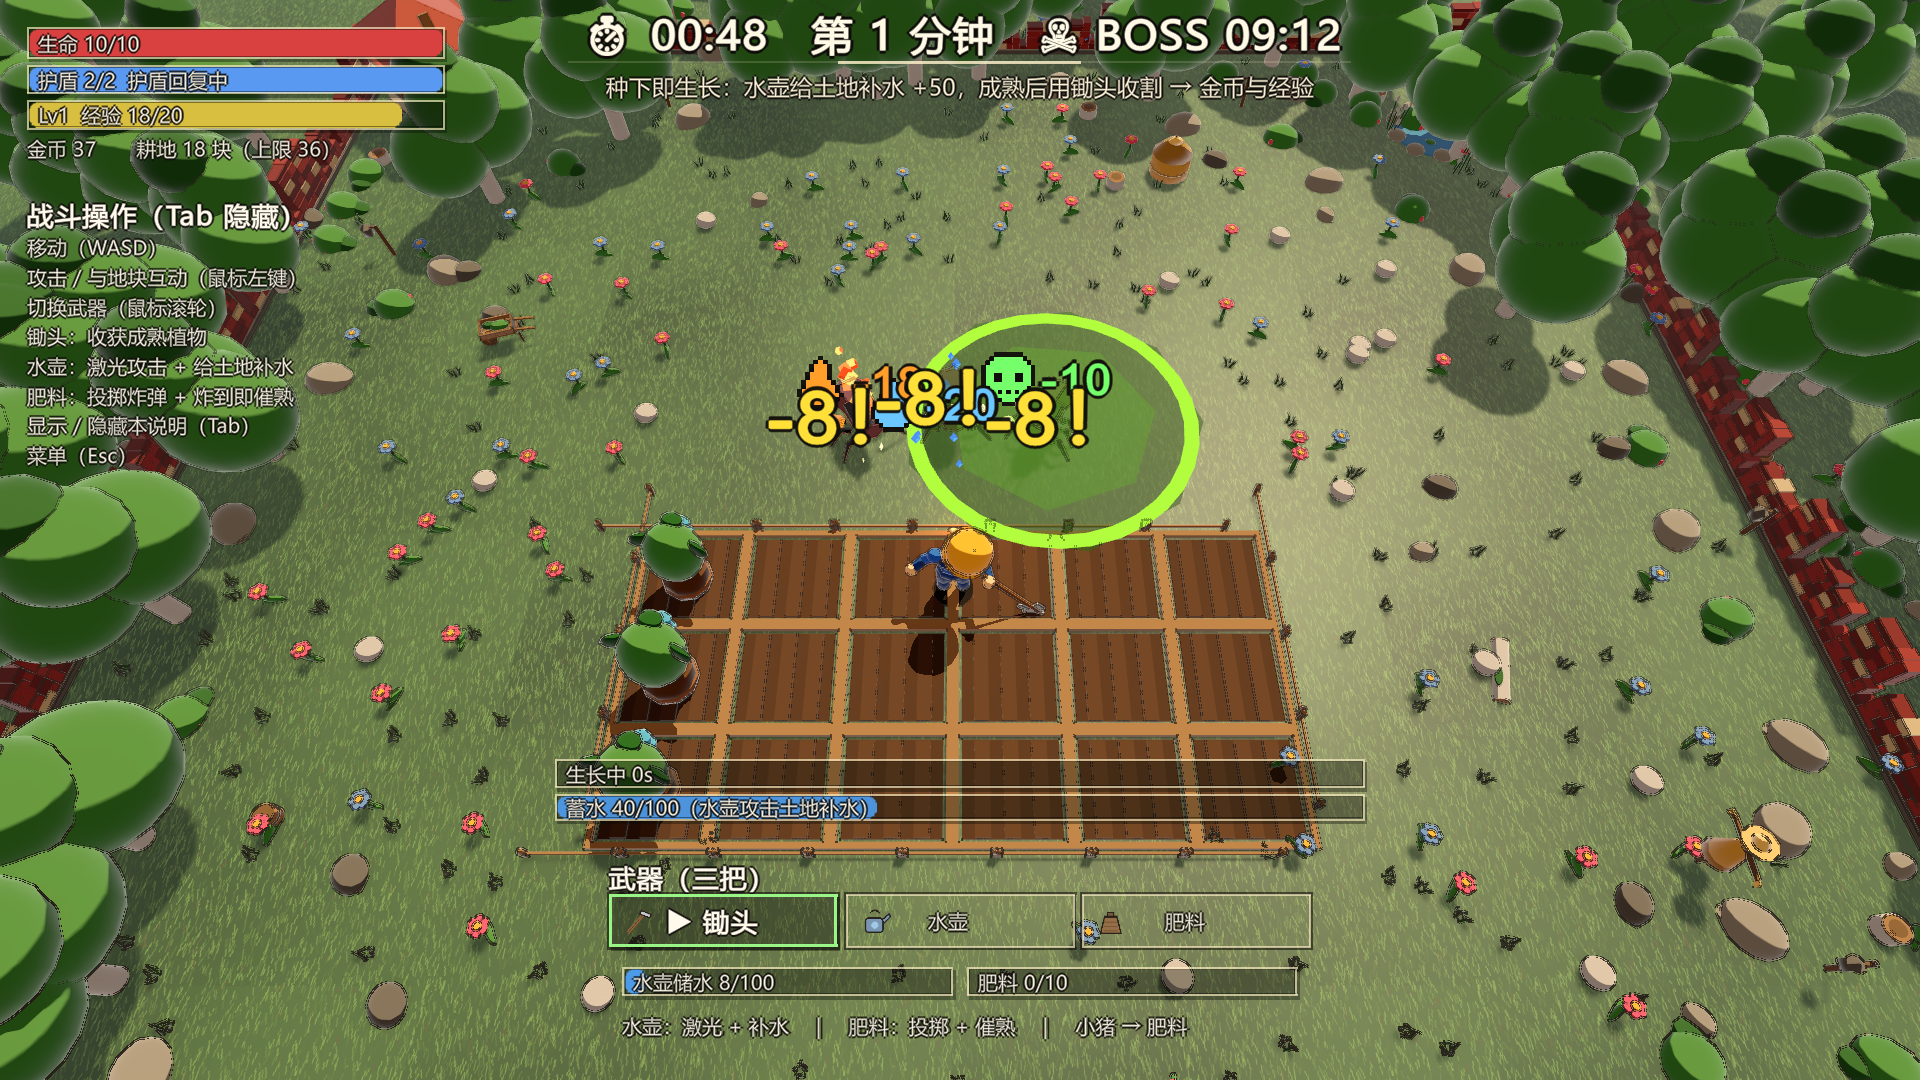 00:48 第 1 分钟 BOSS 09:12
种下即生长：水壶给土地补水 +50，成熟后用锄头收割 → 金币与经验
生命 10/10
护盾 2/2 护盾回复中
Lv1 经验 18/20
金币 37 耕地 18 块（上限 36）
战斗操作（Tab 隐藏）
移动（WASD）
攻击 / 与地块互动（鼠标左键）
切换武器（鼠标滚轮）
锄头：收获成熟植物
水壶：激光攻击 + 给土地补水
肥料：投掷炸弹 + 炸到即催熟
显示 / 隐藏本说明（Tab）
菜单（Esc）
-10
-8! -8! -8!
生长中 0s
蓄水 40/100（水壶攻击土地补水）
武器（三把）
▶ 锄头 水壶 肥料
水壶储水 8/100 肥料 0/10
水壶：激光 + 补水 | 肥料：投掷 + 催熟 | 小猪 → 肥料